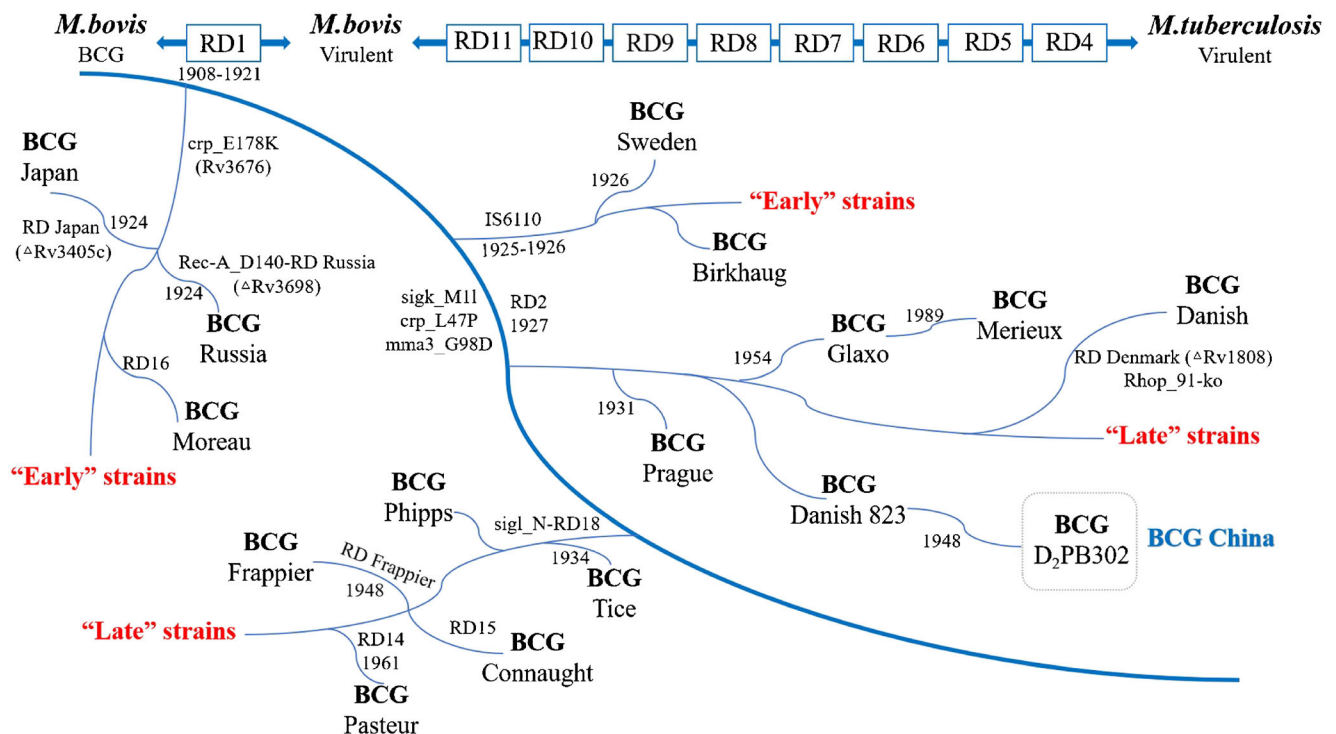 M.bovis
BCG
RD1
1908-1921
M.bovis
Virulent
RD11
RD10
RD9
RD8
RD7
RD6
RD5
RD4
M.tuberculosis
Virulent
BCG
Japan
crp_E178K
(Rv3676)
1924
RD Japan
(△Rv3405c)
Rec-A_D140-RD Russia
(△Rv3698)
1924
BCG
Russia
RD16
BCG
Moreau
"Early" strains
BCG
Sweden
1926
IS6110
1925-1926
"Early" strains
BCG
Birkhaug
sigk_M1l
crp_L47P
mma3_G98D
RD2
1927
BCG
Glaxo
1954
1989
BCG
Merieux
BCG
Danish
RD Denmark (△Rv1808)
Rhop_91-ko
1931
BCG
Prague
"Late" strains
BCG
Danish 823
1948
BCG
D₂PB302
BCG China
BCG
Phipps
sigl_N-RD18
1934
BCG
Tice
BCG
Frappier
RD Frappier
1948
"Late" strains
RD14
1961
BCG
Pasteur
RD15
BCG
Connaught